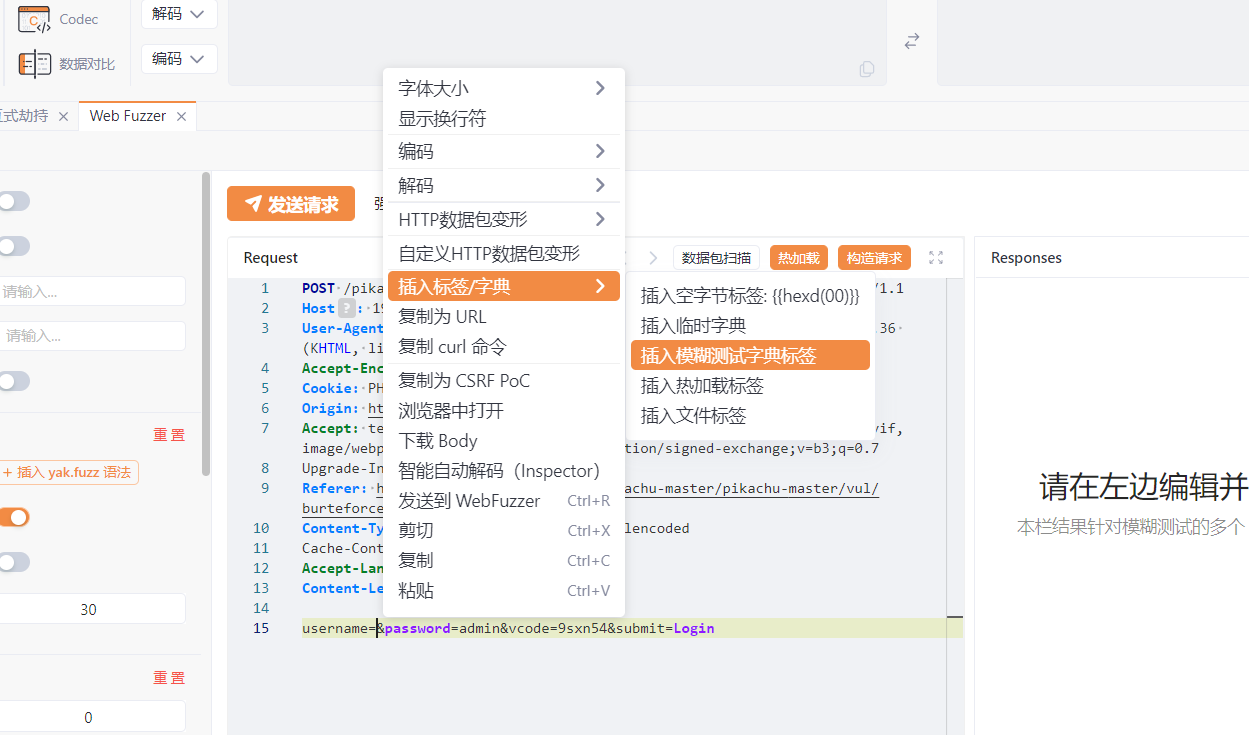 Codec
解码
数据对比
编码
式劫持
Web Fuzzer
请输入...
请输入...
重置
+ 插入 yak.fuzz 语法
30
重置
0
发送请求
Request
数据包扫描
热加载
构造请求
Responses
1 POST /pika /1.1
2 Host ? : 19
3 User-Agent 36
(KHTML, li
4 Accept-Enc
5 Cookie: PH
6 Origin: ht
7 Accept: te vif,
image/webp tion/signed-exchange;v=b3;q=0.7
8 Upgrade-In
9 Referer: h achu-master/pikachu-master/vul/
burteforce
10 Content-Ty lencoded
11 Cache-Cont
12 Accept-Lan
13 Content-Le
14
15 username=&password=admin&vcode=9sxn54&submit=Login
字体大小
显示换行符
编码
解码
HTTP数据包变形
自定义HTTP数据包变形
插入标签/字典
复制为 URL
复制 curl 命令
复制为 CSRF PoC
浏览器中打开
下载 Body
智能自动解码（Inspector）
发送到 WebFuzzer Ctrl+R
剪切 Ctrl+X
复制 Ctrl+C
粘贴 Ctrl+V
插入空字节标签: {{hexd(00)}}
插入临时字典
插入模糊测试字典标签
插入热加载标签
插入文件标签
请在左边编辑并
本栏结果针对模糊测试的多个